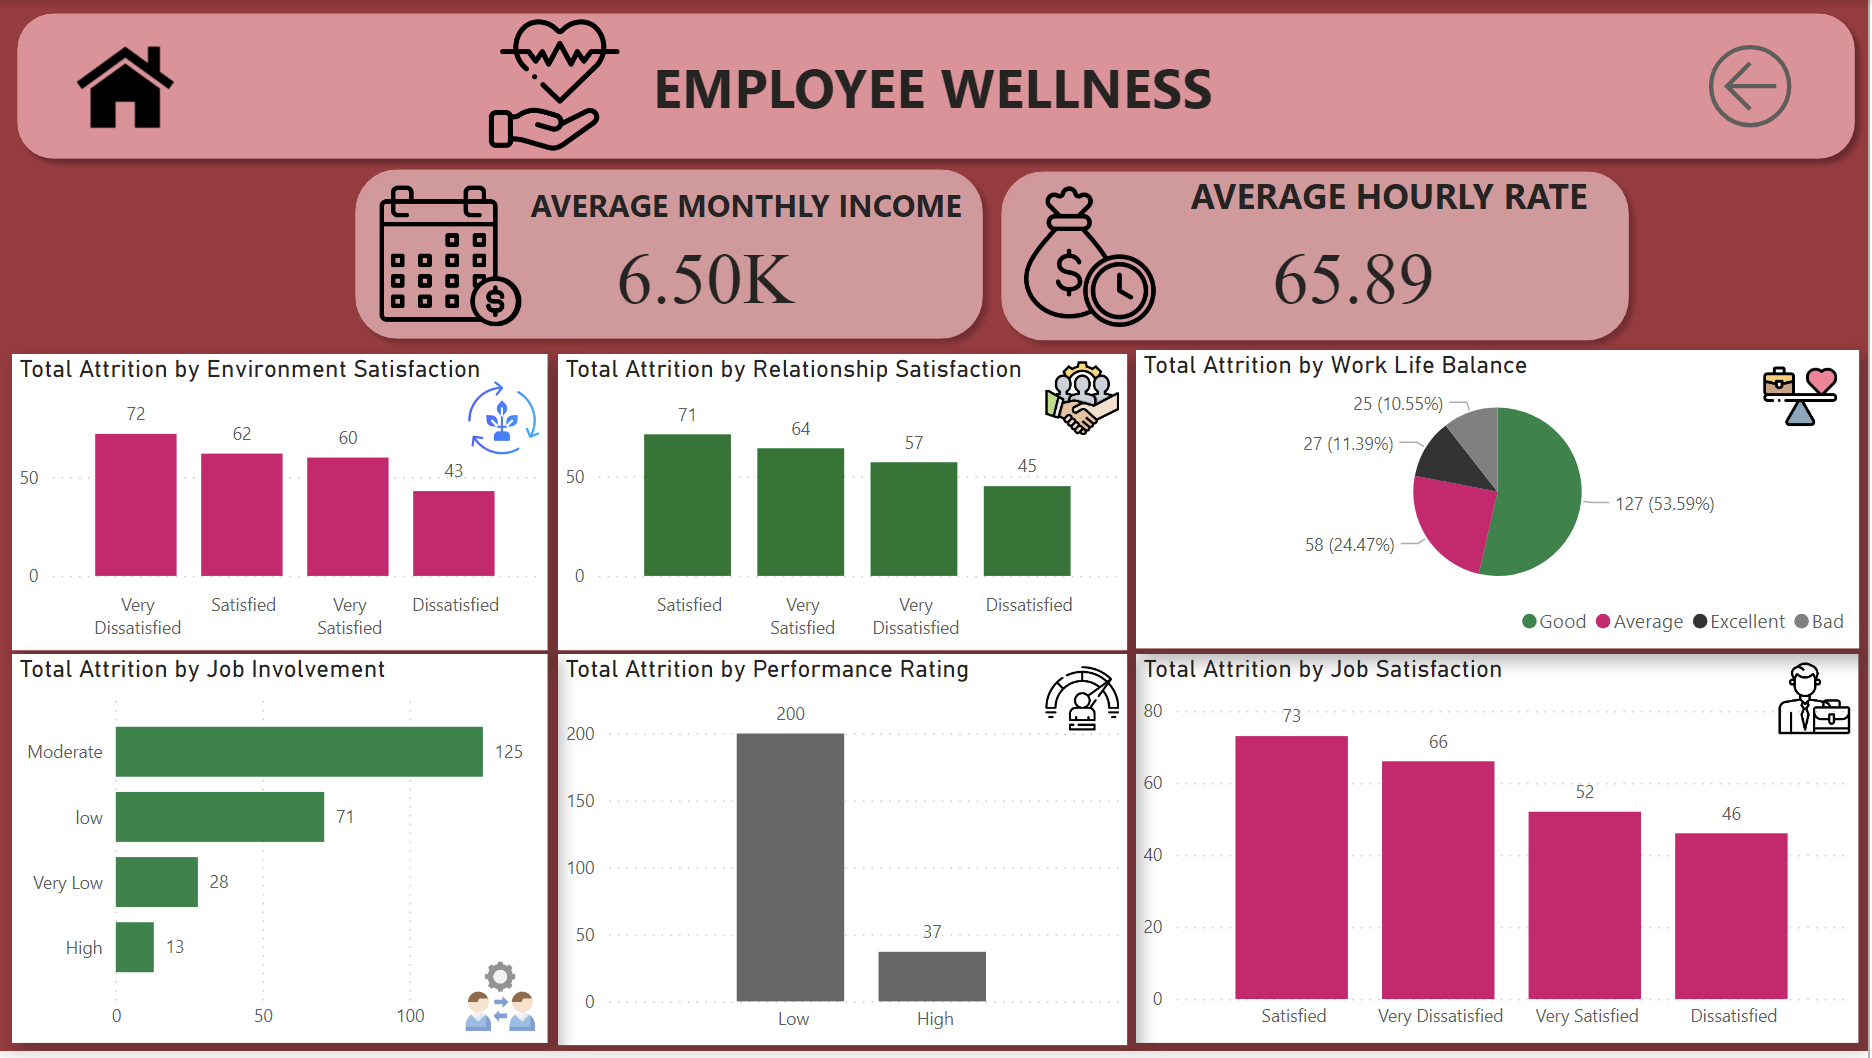 EMPLOYEE WELLNESS
AVERAGE MONTHLY INCOME
6.50K
AVERAGE HOURLY RATE
65.89
Total Attrition by Environment Satisfaction
72
62
60
43
50
0
Very
Dissatisfied
Satisfied
Very
Satisfied
Dissatisfied
Total Attrition by Relationship Satisfaction
71
64
57
45
50
0
Satisfied
Very
Satisfied
Very
Dissatisfied
Dissatisfied
Total Attrition by Work Life Balance
25 (10.55%)
27 (11.39%)
127 (53.59%)
58 (24.47%)
Good Average Excellent Bad
Total Attrition by Job Involvement
Moderate 125
low 71
Very Low 28
High 13
0 50 100
Total Attrition by Performance Rating
200
200
150
100
50
37
0
Low High
Total Attrition by Job Satisfaction
80
73
66
60
52
46
40
20
0
Satisfied Very Dissatisfied Very Satisfied Dissatisfied